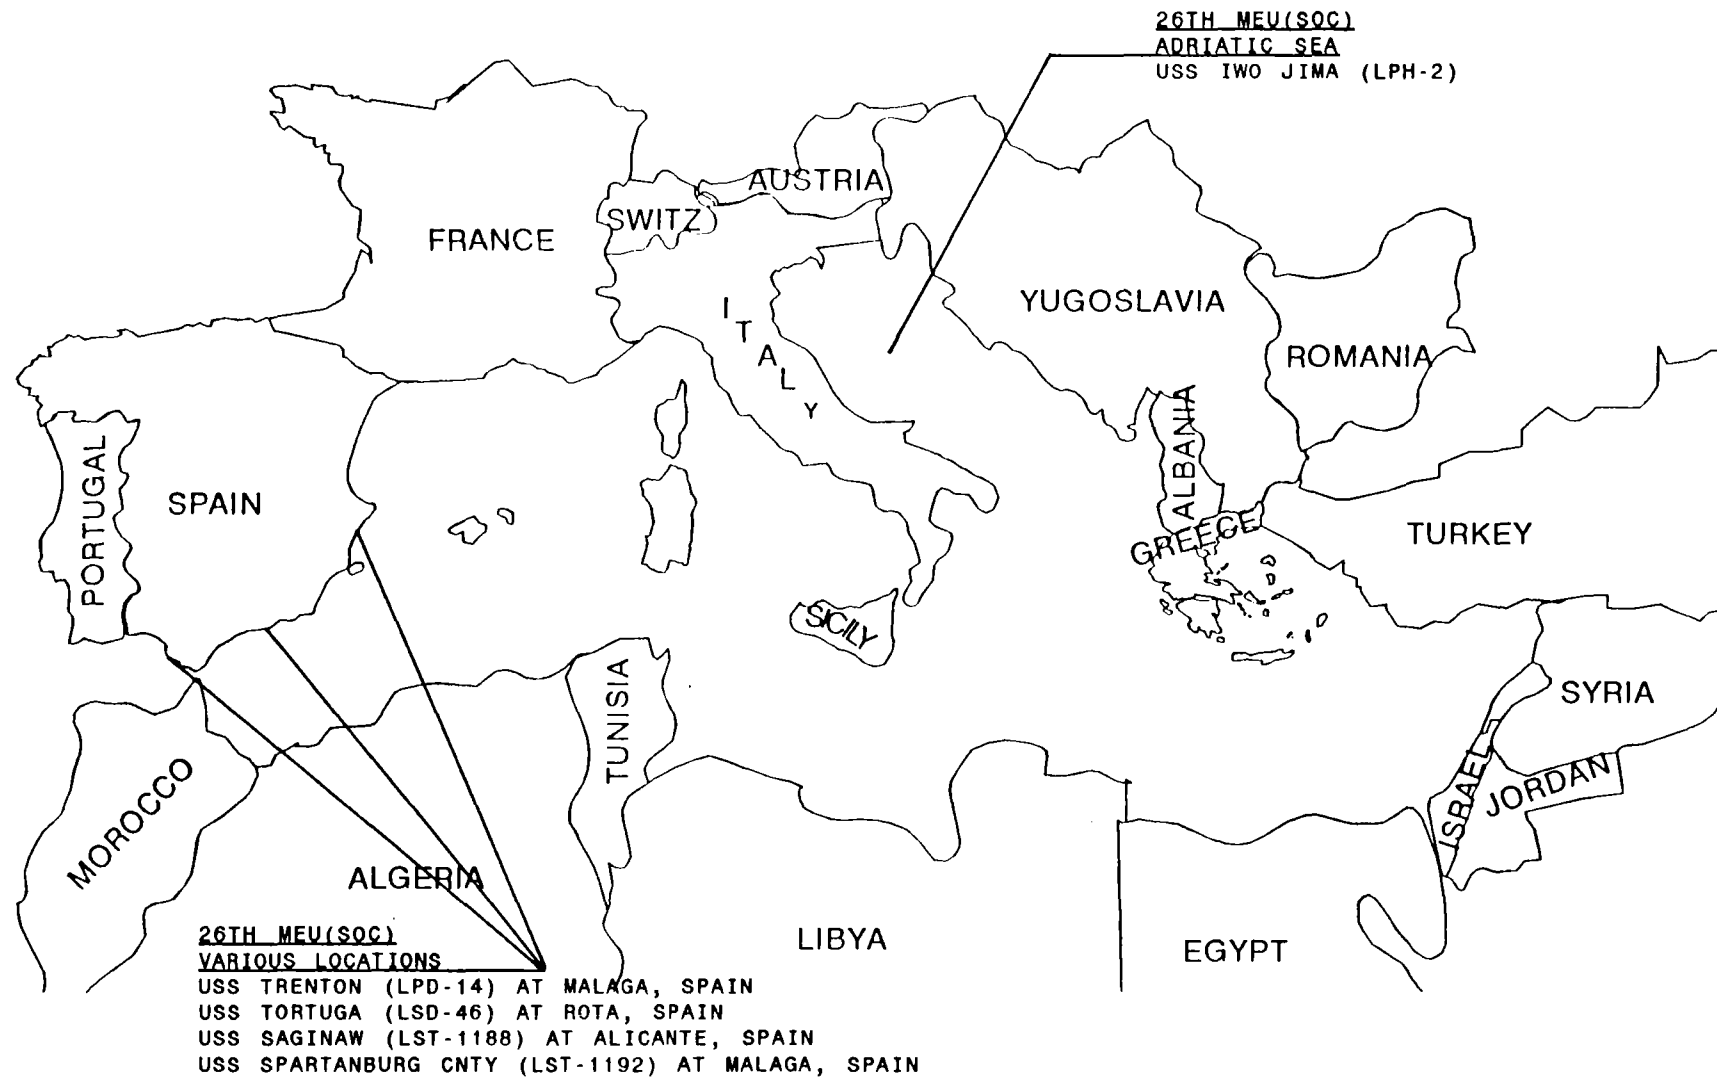 26TH MEU(SOC)
ADRIATIC SEA
USS IWO JIMA (LPH-2)
AUSTRIA
SWITZ
FRANCE
YUGOSLAVIA
ITALY
ROMANIA
ALBANIA
PORTUGAL
SPAIN
GREECE
TURKEY
SICILY
TUNISIA
SYRIA
MOROCCO
ISRAEL
JORDAN
ALGERIA
LIBYA
EGYPT
26TH MEU(SOC)
VARIOUS LOCATIONS
USS TRENTON (LPD-14) AT MALAGA, SPAIN
USS TORTUGA (LSD-46) AT ROTA, SPAIN
USS SAGINAW (LST-1188) AT ALICANTE, SPAIN
USS SPARTANBURG CNTY (LST-1192) AT MALAGA, SPAIN